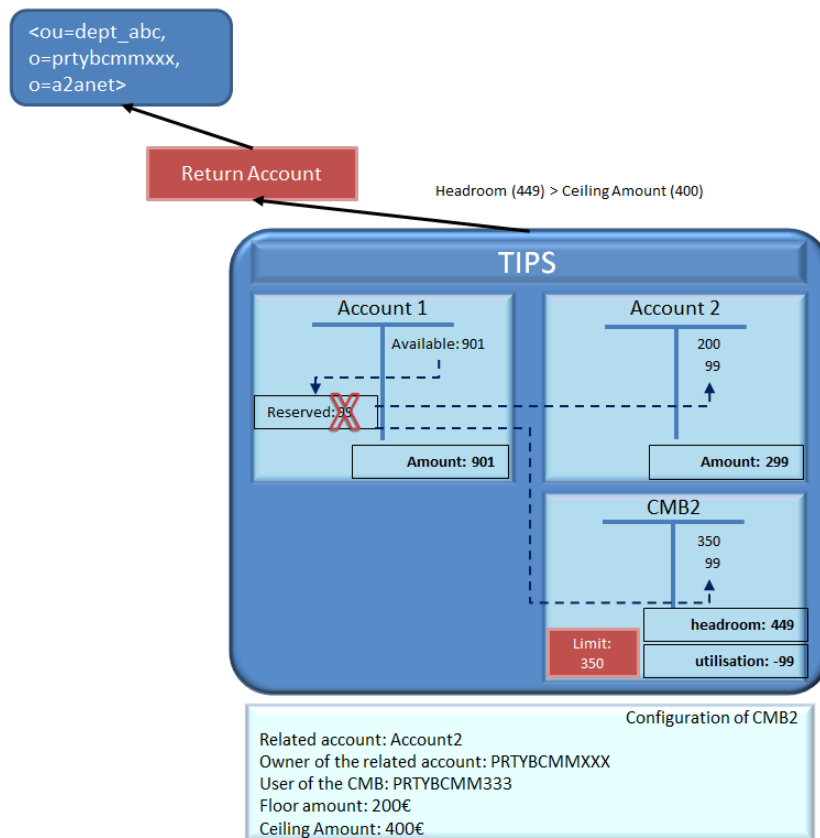 <ou=dept_abc,
o=prtybcmmxxx,
o=a2anet>
Return Account
Headroom (449) > Ceiling Amount (400)
TIPS
Account 1
Available: 901
Reserved: 99
Amount: 901
Account 2
200
99
Amount: 299
CMB2
350
99
headroom: 449
Limit:
350
utilisation: -99
Configuration of CMB2
Related account: Account2
Owner of the related account: PRTYBCMMXXX
User of the CMB: PRTYBCMM333
Floor amount: 200€
Ceiling Amount: 400€